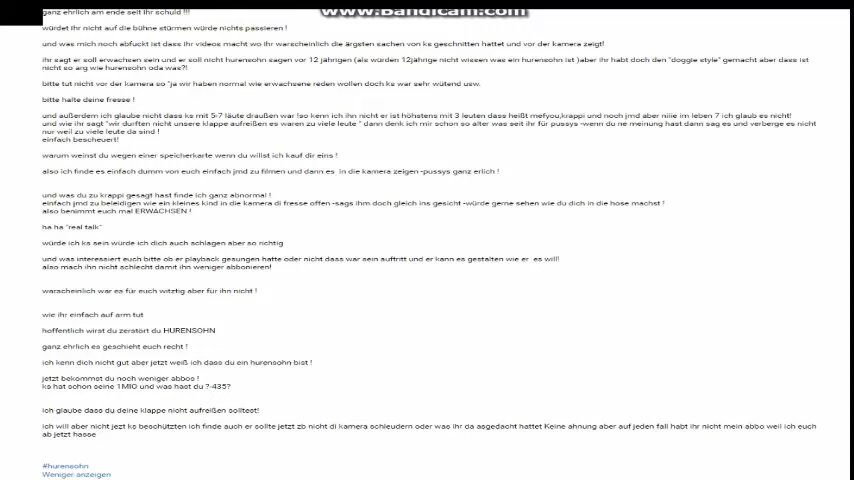 www.Bandicam.com
ganz ehrlich am ende seit ihr schuld !!!
würdet ihr nicht auf die bühne stürmen würde nichts passieren !
und was mich noch abfuckt ist dass ihr videos macht wo ihr warscheinlich die ärgsten sachen von ks geschnitten hattet und vor der kamera zeigt!
ihr sagt er soll erwachsen sein und er soll nicht hurensohn sagen vor 12 jährigen (als würden 12jährige nicht wissen was ein hurensohn ist )aber ihr habt doch den "doggie style" gemacht aber dass ist
nicht so arg wie hurensohn oda was?!
bitte tut nicht vor der kamera so "ja wir haben normal wie erwachsene reden wollen doch ks war sehr wütend usw.
bitte halte deine fresse !
und außerdem ich glaube nicht dass ks mit 5-7 läute draußen war !so kenn ich ihn nicht er ist höhstens mit 3 leuten dass heißt mefyou,krappi und noch jmd aber niiie im leben 7 ich glaub es nicht!
und wie ihr sagt "wir durften nicht unsere klappe aufreißen es waren zu viele leute " dann denk ich mir schon so alter was seit ihr für pussys -wenn du ne meinung hast dann sag es und verberge es nicht
nur weil zu viele leute da sind !
einfach bescheuert!
warum weinst du wegen einer speicherkarte wenn du willst ich kauf dir eins !
also ich finde es einfach dumm von euch einfach jmd zu filmen und dann es  in die kamera zeigen -pussys ganz erlich !
und was du zu krappi gesagt hast finde ich ganz abnormal !
einfach jmd zu beleidigen wie ein kleines kind in die kamera di fresse offen -sags ihm doch gleich ins gesicht -würde gerne sehen wie du dich in die hose machst !
also benimmt euch mal ERWACHSEN !
ha ha "real talk"
würde ich ks sein würde ich dich auch schlagen aber so richtig
und was interessiert euch bitte ob er playback gesungen hatte oder nicht dass war sein auftritt und er kann es gestalten wie er  es will!
also mach ihn nicht schlecht damit ihn weniger abbonieren!
waracheinlich war es für euch witztig aber für ihn nicht !
wie ihr einfach auf arm tut
hoffentlich wirst du zerstört du HURENSOHN
ganz ehrlich es geschieht euch recht !
ich kenn dich nicht gut aber jetzt weiß ich dass du ein hurensohn bist !
jetzt bekommst du noch weniger abbos !
ks hat schon seine 1MIO und was hast du ?-435?
ich glaube dass du deine klappe nicht aufreißen solltest!
ich will aber nicht jezt ks beschützten ich finde auch er sollte jetzt zb nicht di kamera schleudern oder was ihr da asgedacht hattet Keine ahnung aber auf jeden fall habt ihr nicht mein abbo weil ich euch
ab jetzt hasse
#hurensohn
Weniger anzeigen